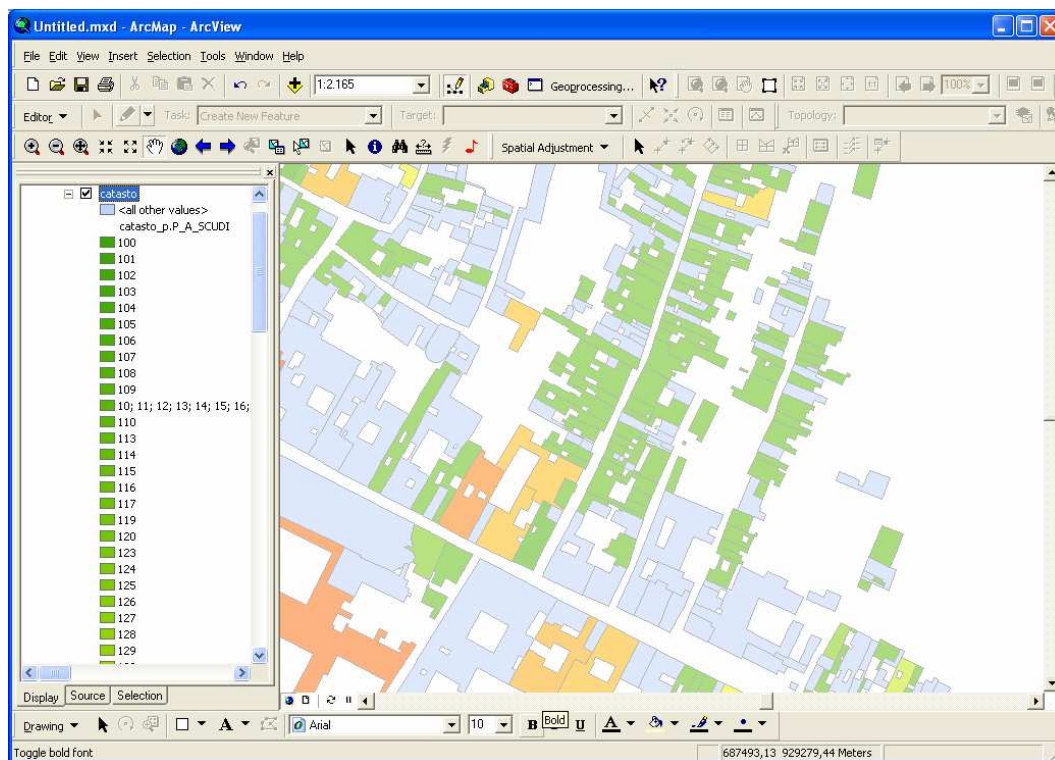 Untitled.mxd - ArcMap - ArcView
File Edit View Insert Selection Tools Window Help
1:2.165 Geoprocessing... 100%
Editor Task: Create New Feature Target: Topology:
Spatial Adjustment
catasto
<all other values>
catasto_p.P_A_SCUDI
100
101
102
103
104
105
106
107
108
109
10; 11; 12; 13; 14; 15; 16;
110
113
114
115
116
117
119
120
123
124
125
126
127
128
129
Display Source Selection
Drawing A Arial 10 B Bold U A
Toggle bold font 687493,13 929279,44 Meters